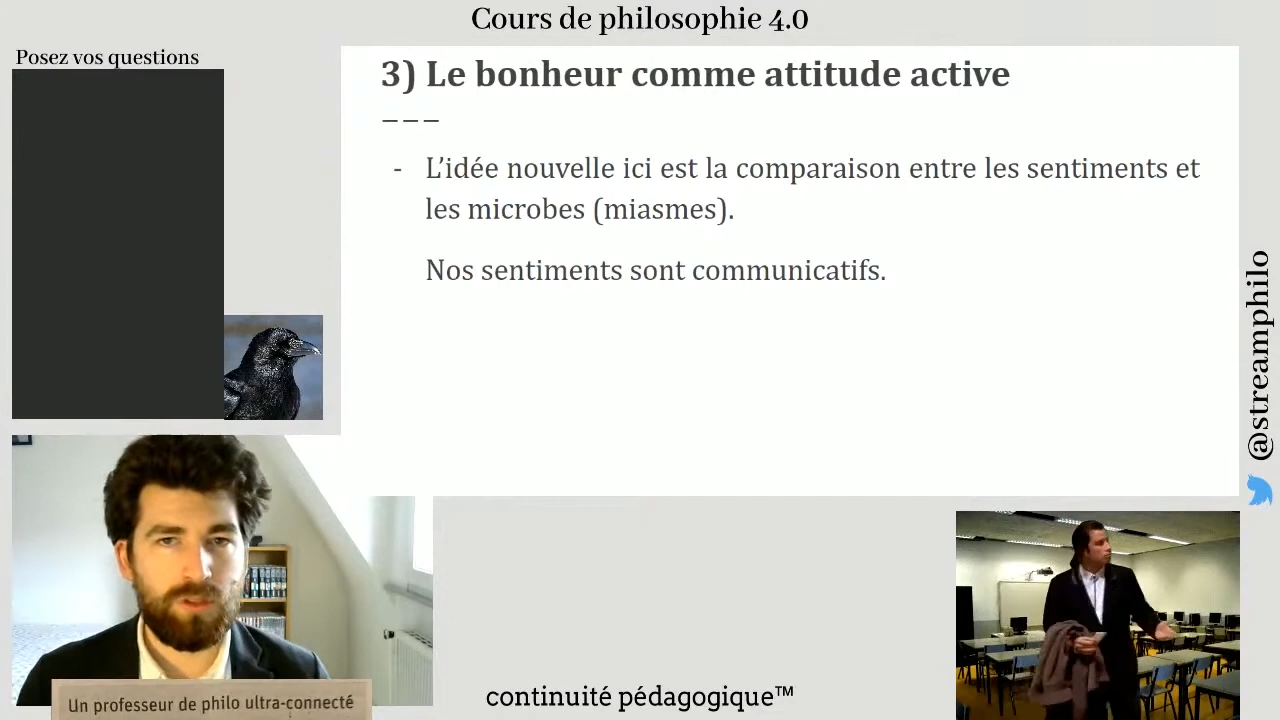 Cours de philosophie 4.0
Posez vos questions
3) Le bonheur comme attitude active
–––
- L’idée nouvelle ici est la comparaison entre les sentiments et
les microbes (miasmes).
Nos sentiments sont communicatifs.
@streamphilo
Un professeur de philo ultra-connecté
continuité pédagogique™